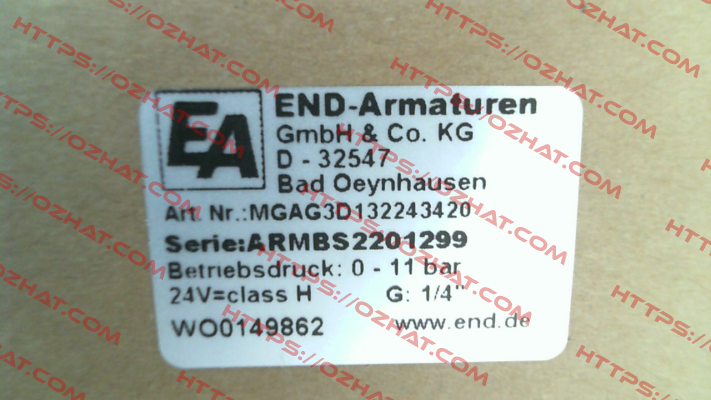 EA
END-Armaturen
GmbH & Co. KG
D - 32547
Bad Oeynhausen
Art. Nr.:MGAG3D132243420
Serie:ARMBS2201299
Betriebsdruck: 0 - 11 bar
24V=class H G: 1/4"
WO0149862 www.end.de
HTTPS://OZHAT.COM